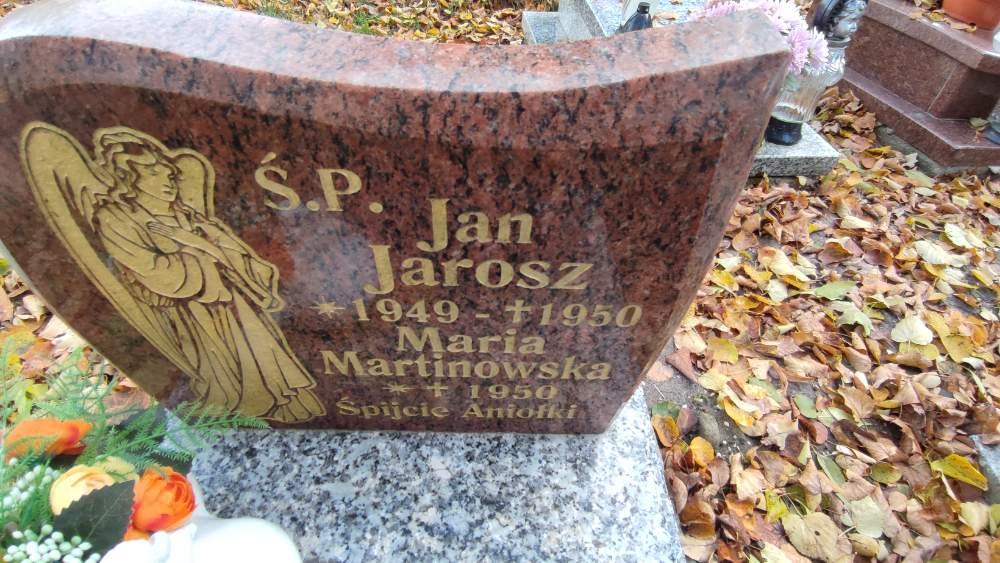 Ś.P.
Jan
Jarosz
*1949 - †1950
Maria
Martinowska
* † 1950
Śpijcie Aniołki